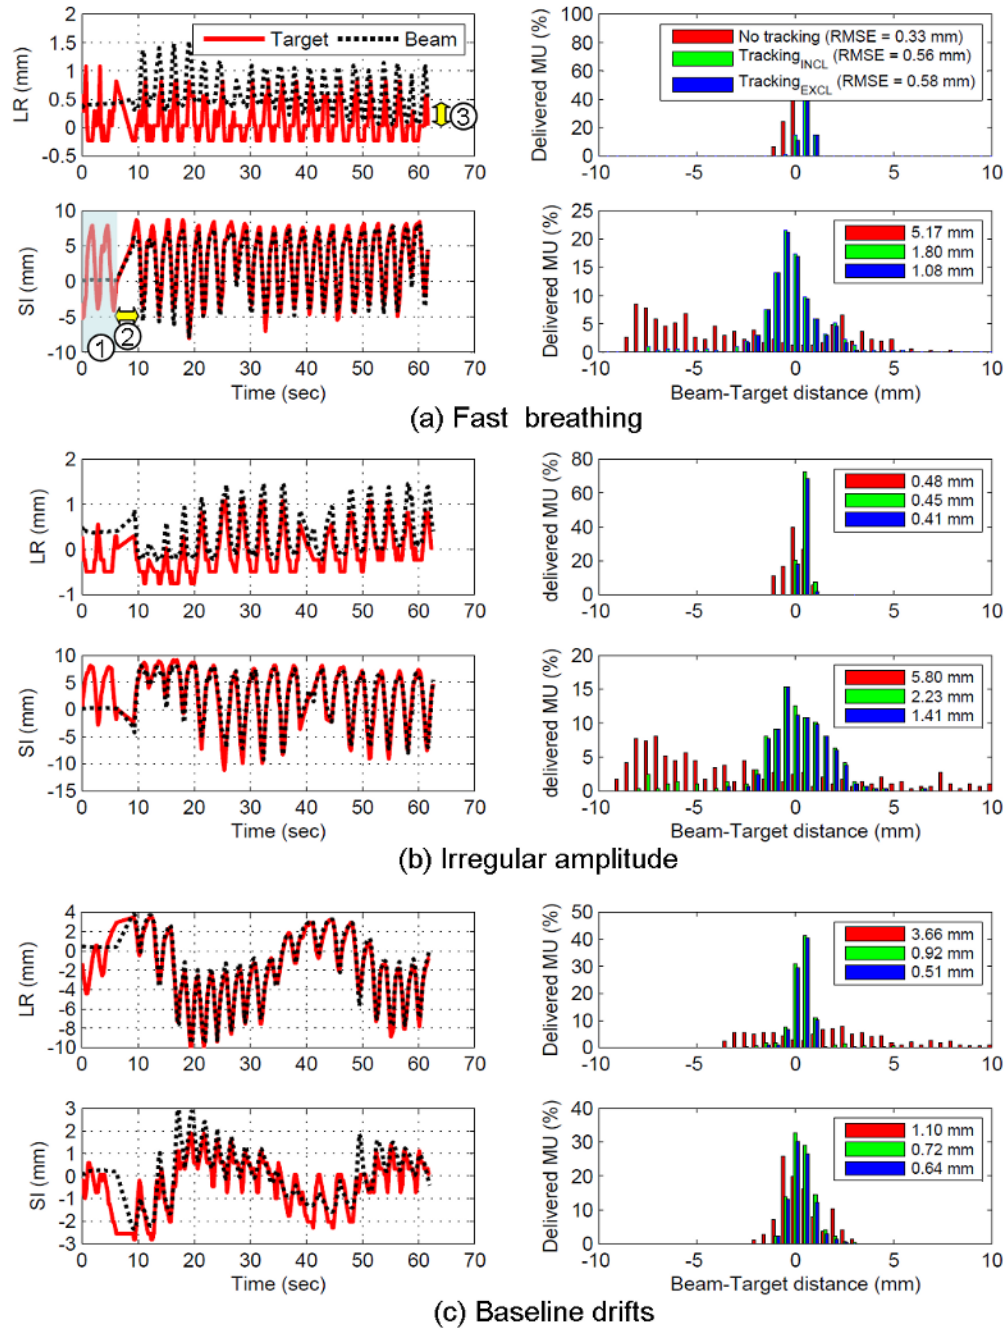 2
1.5
1
0.5
0
-0.5
LR (mm)
Target
Beam
3
0 10 20 30 40 50 60 70
100
80
60
40
20
0
Delivered MU (%)
No tracking (RMSE = 0.33 mm)
TrackingINCL (RMSE = 0.56 mm)
TrackingEXCL (RMSE = 0.58 mm)
-10 -5 0 5 10
10
5
0
-5
-10
SI (mm)
1
2
0 10 20 30 40 50 60 70
Time (sec)
25
20
15
10
5
0
Delivered MU (%)
5.17 mm
1.80 mm
1.08 mm
-10 -5 0 5 10
Beam-Target distance (mm)
(a) Fast breathing
2
1
0
-1
LR (mm)
0 10 20 30 40 50 60 70
80
60
40
20
0
delivered MU (%)
0.48 mm
0.45 mm
0.41 mm
-10 -5 0 5 10
10
5
0
-5
-10
-15
SI (mm)
0 10 20 30 40 50 60 70
Time (sec)
20
15
10
5
0
delivered MU (%)
5.80 mm
2.23 mm
1.41 mm
-10 -5 0 5 10
Beam-Target distance (mm)
(b) Irregular amplitude
4
2
0
-2
-4
-6
-8
-10
LR (mm)
0 10 20 30 40 50 60 70
50
40
30
20
10
0
Delivered MU (%)
3.66 mm
0.92 mm
0.51 mm
-10 -5 0 5 10
3
2
1
0
-1
-2
-3
SI (mm)
0 10 20 30 40 50 60 70
Time (sec)
40
30
20
10
0
Delivered MU (%)
1.10 mm
0.72 mm
0.64 mm
-10 -5 0 5 10
Beam-Target distance (mm)
(c) Baseline drifts